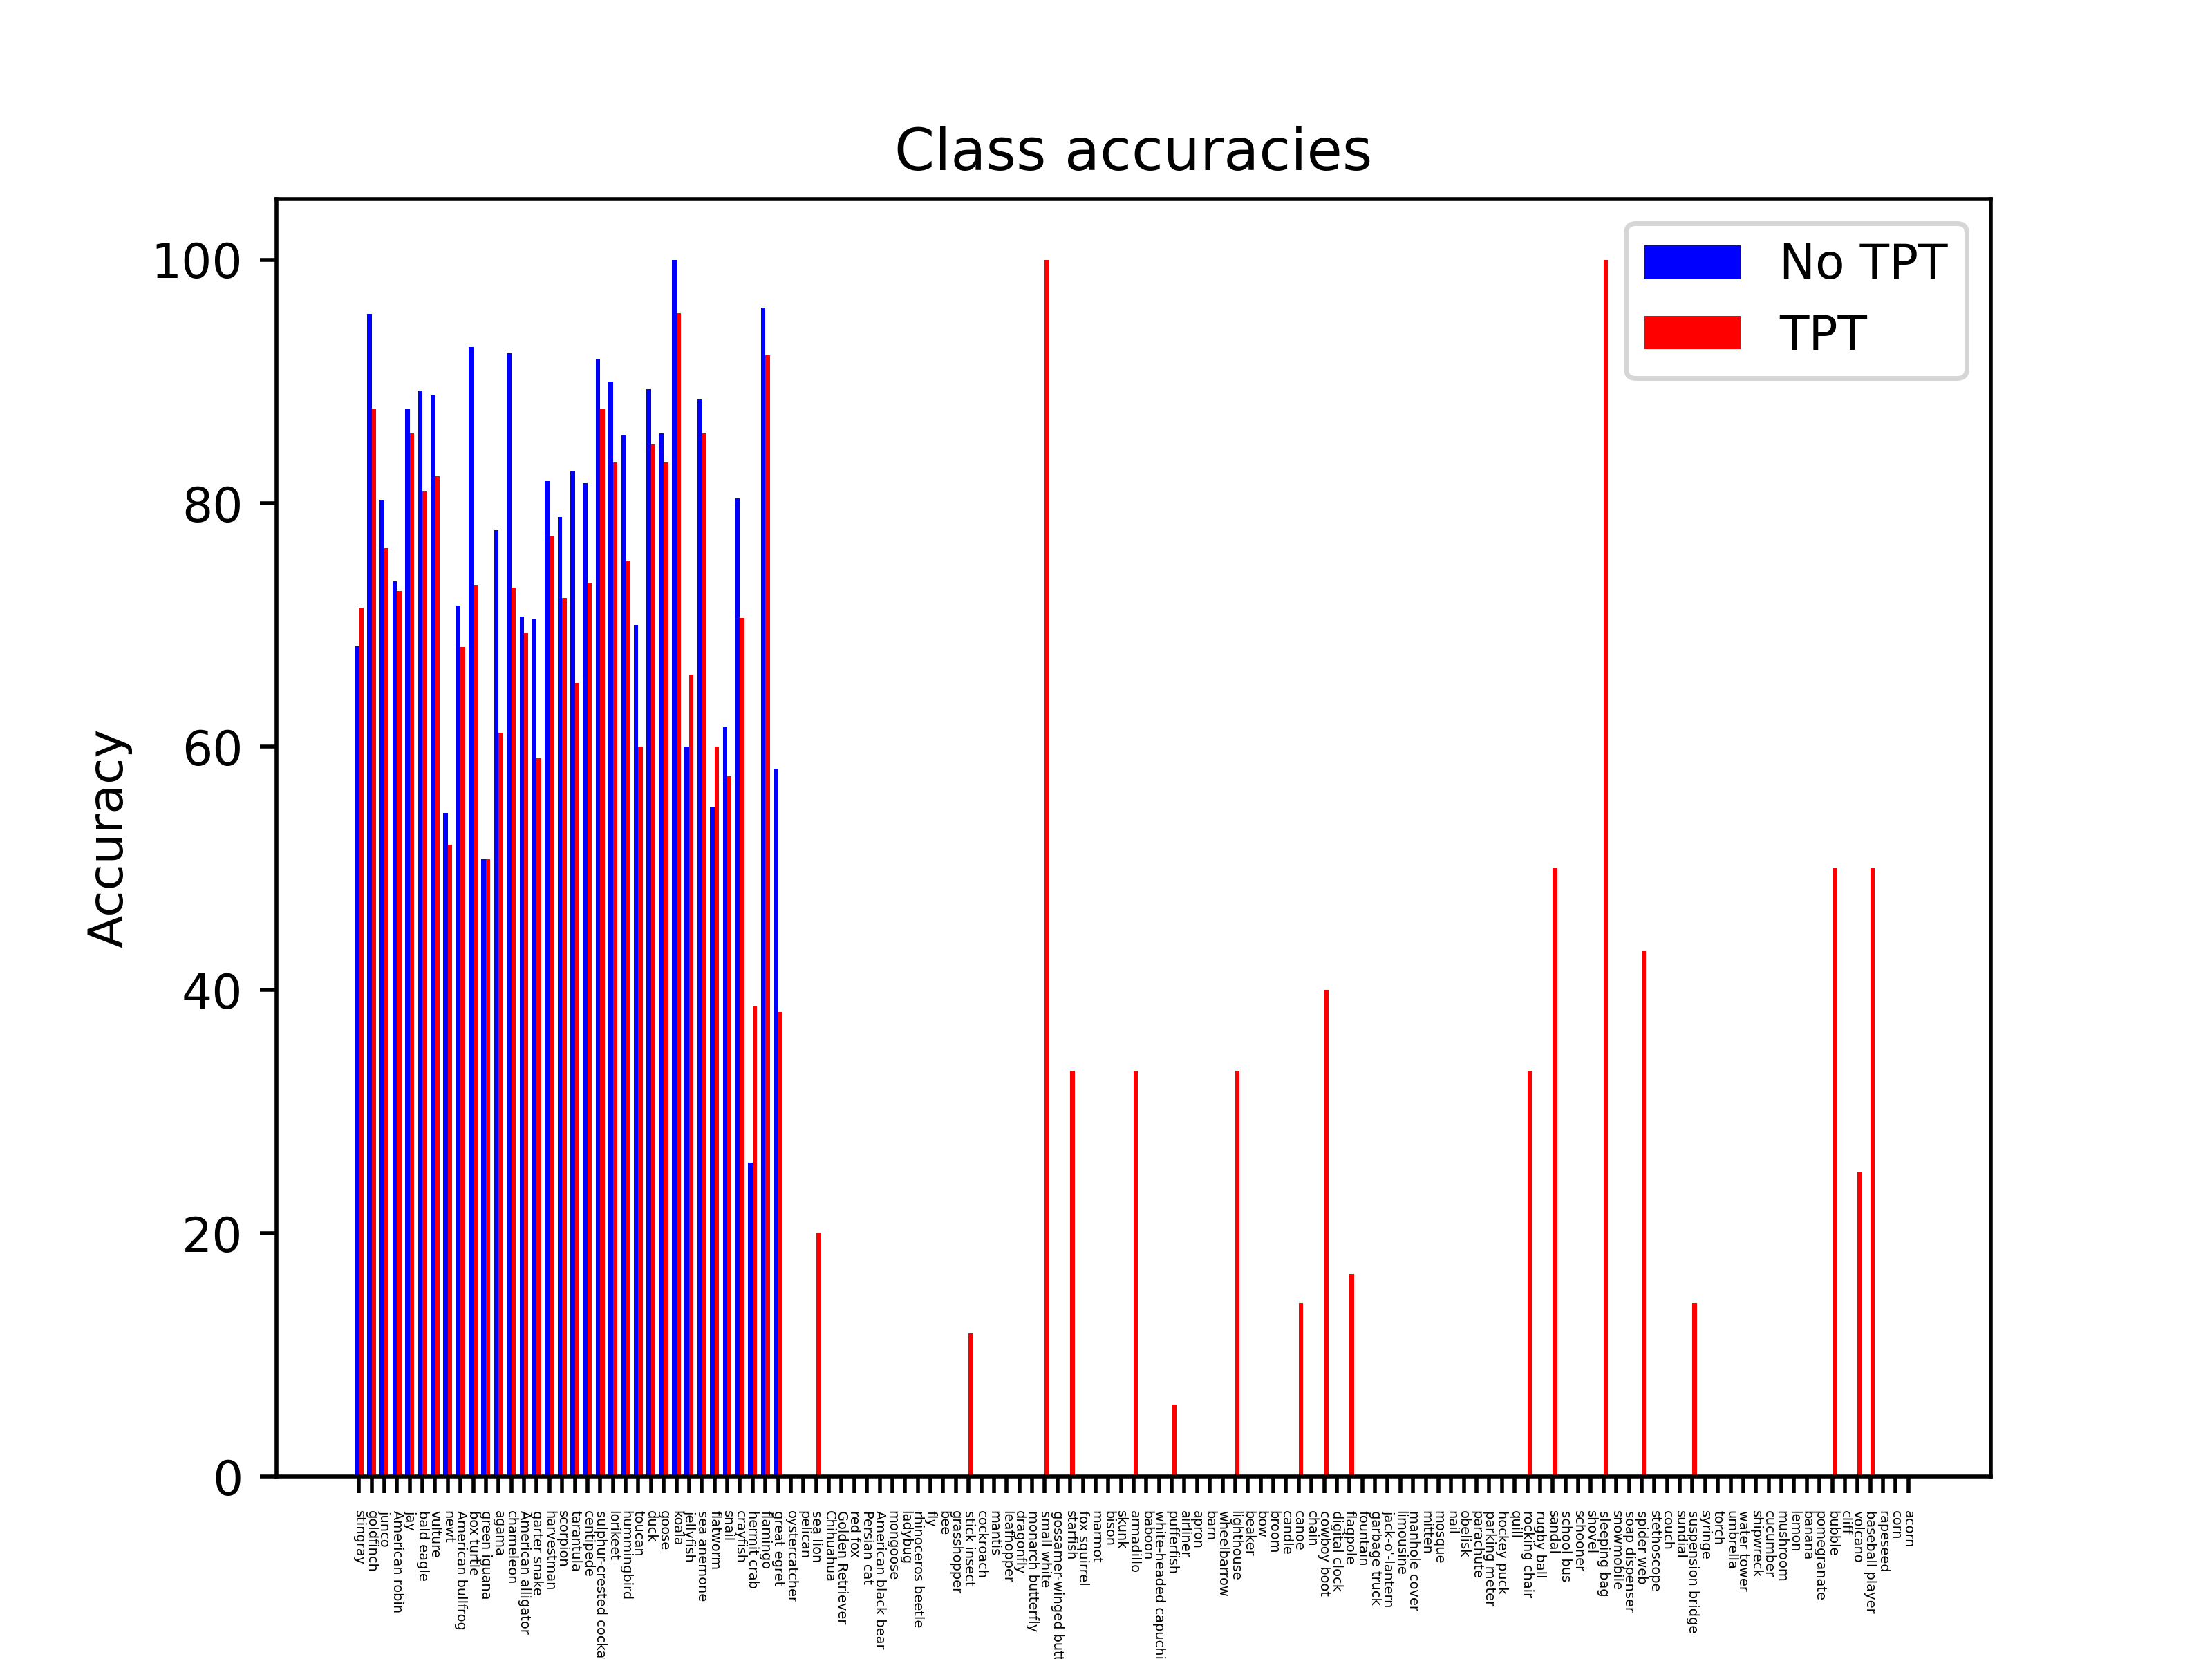 Class accuracies
No TPT
TPT
Accuracy
100
80
60
40
20
0
stingray
goldfinch
junco
American robin
jay
bald eagle
vulture
newt
American bullfrog
box turtle
green iguana
agama
chameleon
American alligator
garter snake
harvestman
scorpion
tarantula
centipede
sulphur-crested cocka
lorikeet
hummingbird
toucan
duck
goose
koala
jellyfish
sea anemone
flatworm
snail
crayfish
hermit crab
flamingo
great egret
oystercatcher
pelican
sea lion
Chihuahua
Golden Retriever
red fox
Persian cat
American black bear
mongoose
ladybug
rhinoceros beetle
fly
bee
grasshopper
stick insect
cockroach
mantis
leafhopper
dragonfly
monarch butterfly
small white
gossamer-winged butt
starfish
fox squirrel
marmot
bison
skunk
armadillo
baboon
white-headed capuchi
pufferfish
airliner
apron
barn
wheelbarrow
lighthouse
beaker
bow
broom
candle
canoe
chain
cowboy boot
digital clock
flagpole
fountain
garbage truck
jack-o'-lantern
limousine
manhole cover
mitten
mosque
nail
obelisk
parachute
parking meter
hockey puck
quill
rocking chair
rugby ball
sandal
school bus
schooner
shovel
sleeping bag
snowmobile
soap dispenser
spider web
stethoscope
couch
sundial
suspension bridge
syringe
torch
umbrella
water tower
shipwreck
cucumber
mushroom
lemon
banana
pomegranate
bubble
cliff
volcano
baseball player
rapeseed
corn
acorn